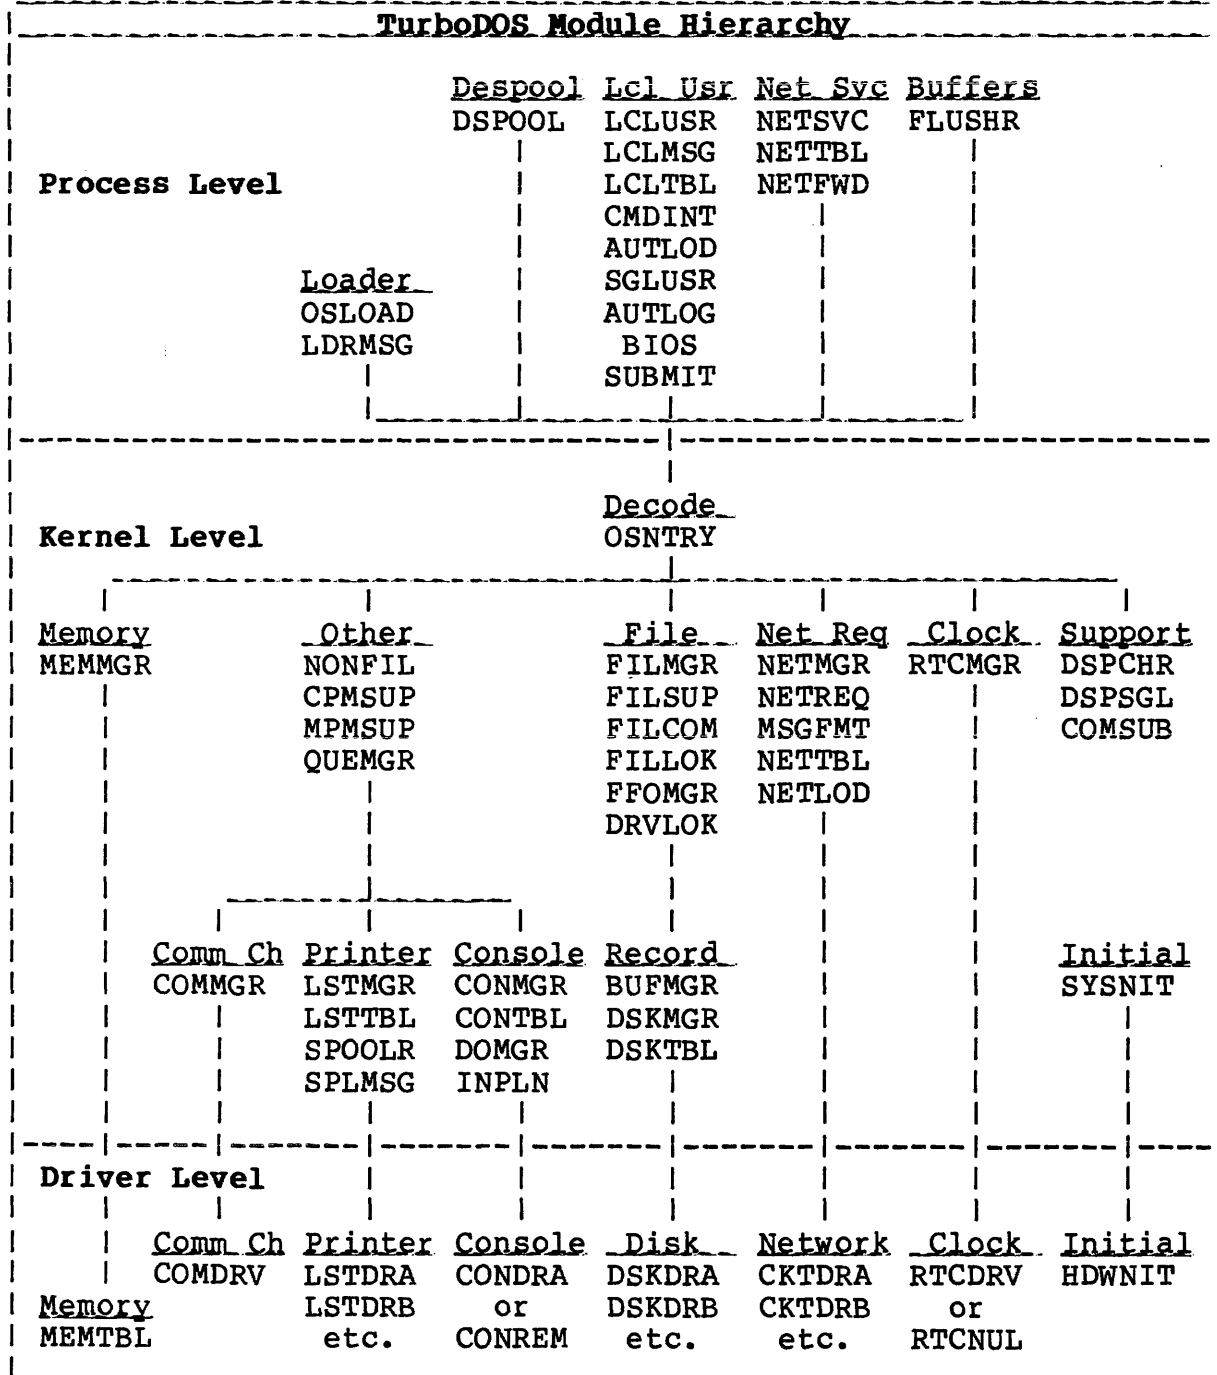 TurboDOS Module Hierarchy
Despool Lcl Usr Net Svc Buffers
DSPOOL LCLUSR NETSVC FLUSHR
LCLMSG NETTBL
Process Level LCLTBL NETFWD
CMDINT
AUTLOD
Loader SGLUSR
OSLOAD AUTLOG
LDRMSG BIOS
SUBMIT
Decode
Kernel Level OSNTRY
Memory Other File Net Req Clock Support
MEMMGR NONFIL FILMGR NETMGR RTCMGR DSPCHR
CPMSUP FILSUP NETREQ DSPSGL
MPMSUP FILCOM MSGFMT COMSUB
QUEMGR FILLOK NETTBL
FFOMGR NETLOD
DRVLOK
Comm Ch Printer Console Record Initial
COMMGR LSTMGR CONMGR BUFMGR SYSNIT
LSTTBL CONTBL DSKMGR
SPOOLR DOMGR DSKTBL
SPLMSG INPLN
Driver Level
Comm Ch Printer Console Disk Network Clock Initial
COMDRV LSTDRA CONDRA DSKDRA CKTDRA RTCDRV HDWNIT
Memory LSTDRB or DSKDRB CKTDRB or
MEMTBL etc. CONREM etc. etc. RTCNUL